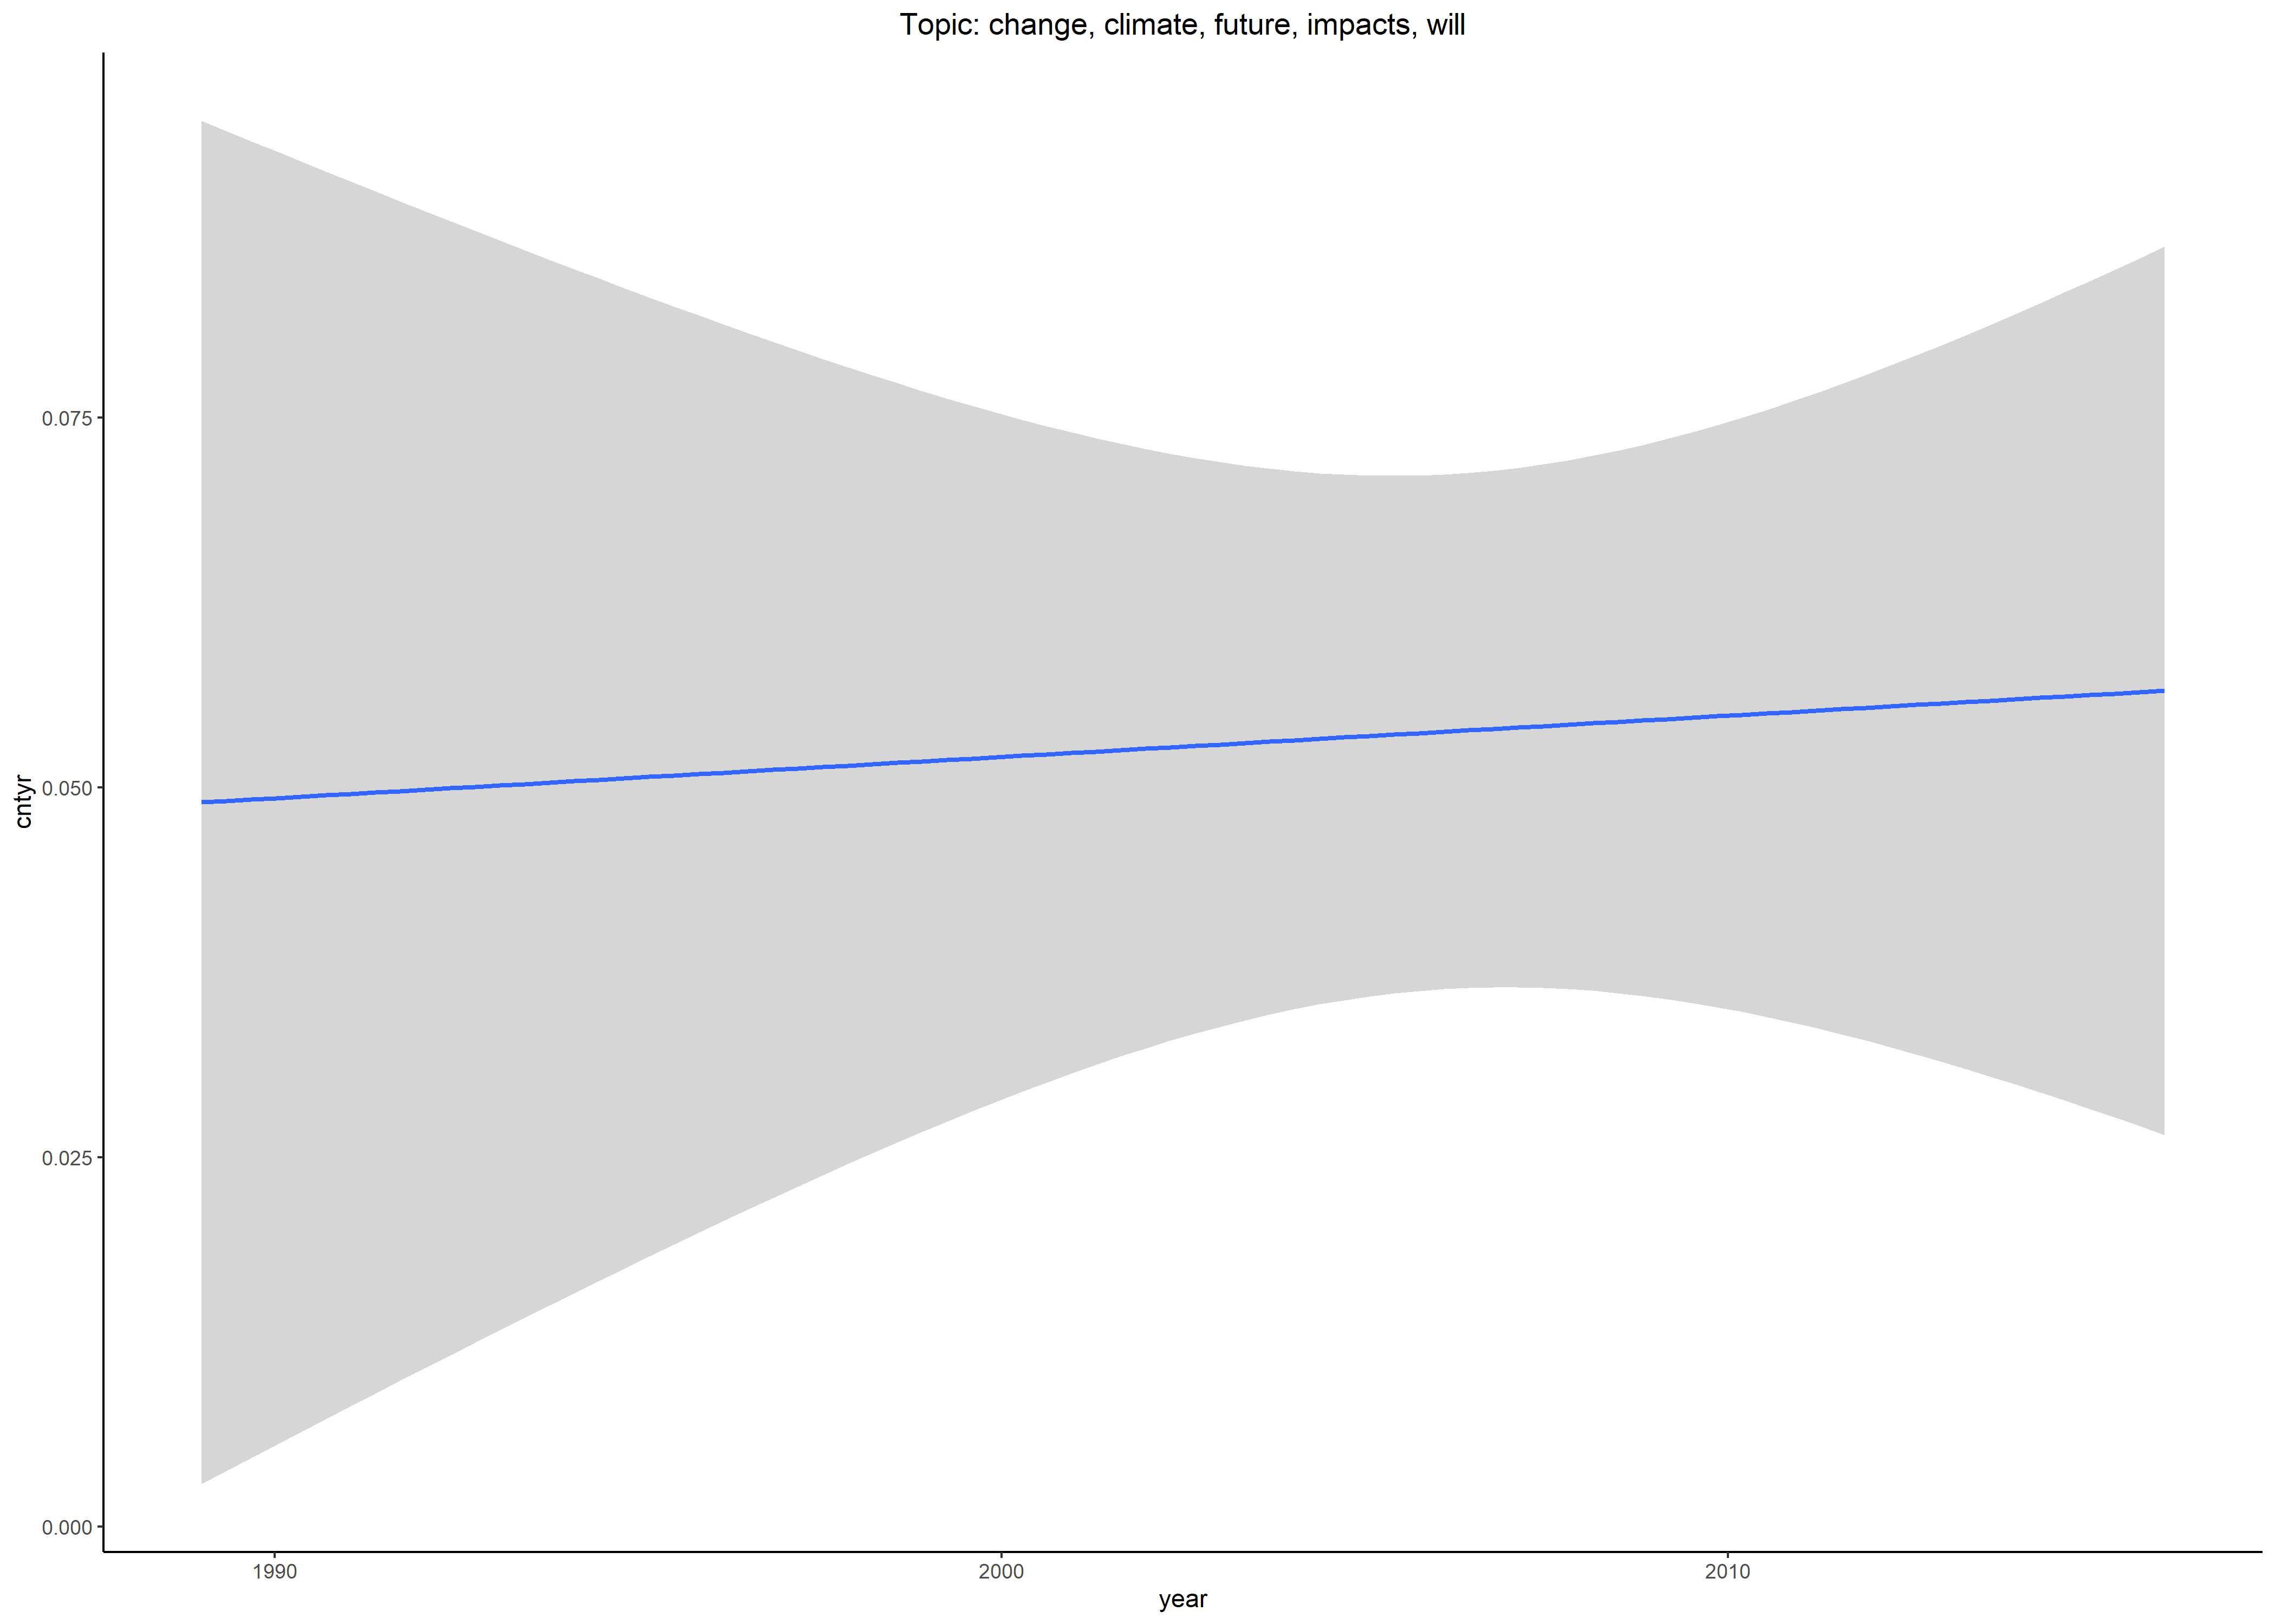 Topic: change, climate, future, impacts, will
cntyr
0.075
0.050
0.025
0.000
1990 2000 2010
year